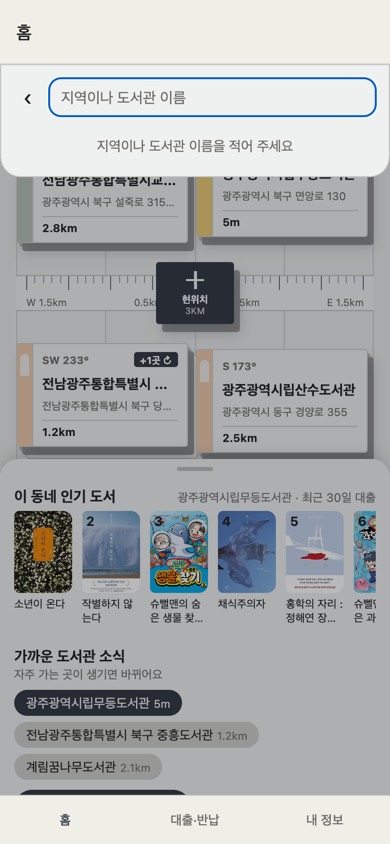 홈
‹ 지역이나 도서관 이름
지역이나 도서관 이름을 적어 주세요
전남광주통합특별시교...
광주광역시 북구 설죽로 315...
2.8km
광주광역시 북구 면앙로 130
5m
W 1.5km
0.5k
5km
E 1.5km
현위치
3KM
SW 233°
+1곳
전남광주통합특별시 ...
전남광주통합특별시 북구 당...
1.2km
S 173°
광주광역시립산수도서관
광주광역시 동구 경양로 355
2.5km
이 동네 인기 도서
광주광역시립무등도서관 · 최근 30일 대출
2
3
4
5
6
생물 찾기
소년이 온다
작별하지 않
는다
슈뻘맨의 숨
은 생물 찾...
채식주의자
홍학의 자리 :
정해연 장...
슈뻘
은 과
가까운 도서관 소식
자주 가는 곳이 생기면 바뀌어요
광주광역시립무등도서관 5m
전남광주통합특별시 북구 중흥도서관 1.2km
계림꿈나무도서관 2.1km
홈
대출·반납
내 정보